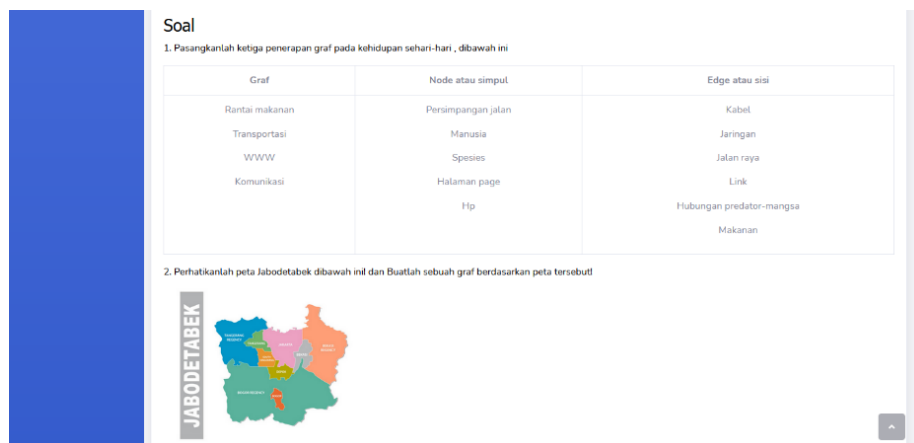 Soal
1. Pasangkanlah ketiga penerapan graf pada kehidupan sehari-hari , dibawah ini
Graf Node atau simpul Edge atau sisi
Rantai makanan Persimpangan jalan Kabel
Transportasi Manusia Jaringan
WWW Spesies Jalan raya
Komunikasi Halaman page Link
Hp Hubungan predator-mangsa
Makanan
2. Perhatikanlah peta Jabodetabek dibawah ini! dan Buatlah sebuah graf berdasarkan peta tersebut!
JABODETABEK